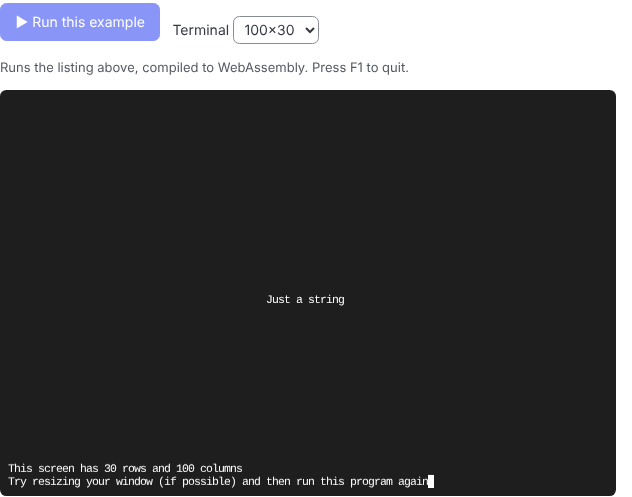 ▶ Run this example
Terminal 100×30
Runs the listing above, compiled to WebAssembly. Press F1 to quit.
Just a string
This screen has 30 rows and 100 columns
Try resizing your window (if possible) and then run this program again